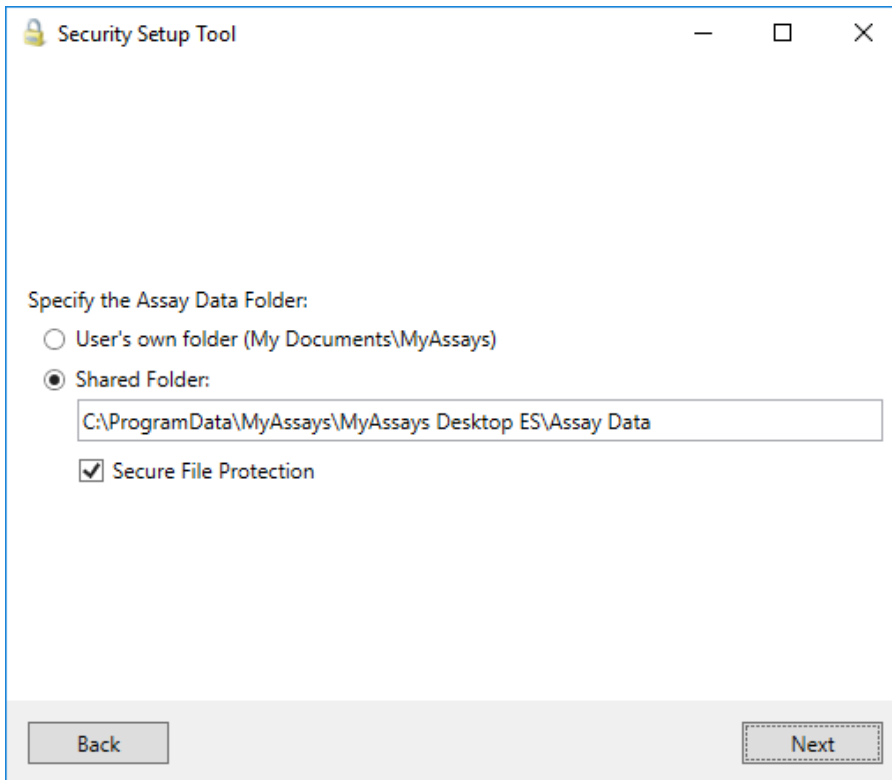 Security Setup Tool
Specify the Assay Data Folder:
User's own folder (My Documents\MyAssays)
Shared Folder:
C:\ProgramData\MyAssays\MyAssays Desktop ES\Assay Data
Secure File Protection
Back
Next